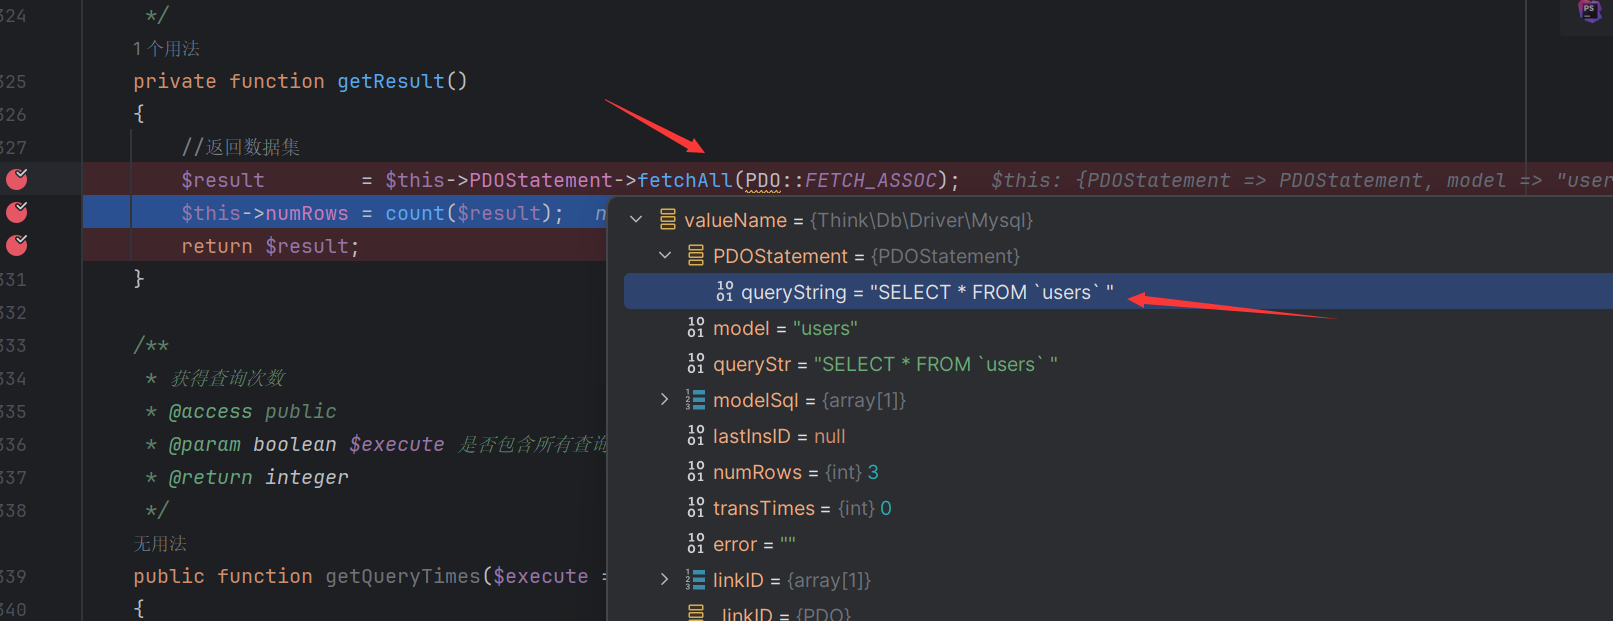 324 */
1 个用法
325 private function getResult()
326 {
327 //返回数据集
$result = $this->PDOStatement->fetchAll(PDO::FETCH_ASSOC); $this: {PDOStatement => PDOStatement, model => "user
$this->numRows = count($result); n
return $result;
331 }
332
333 /**
334 * 获得查询次数
335 * @access public
336 * @param boolean $execute 是否包含所有查询
337 * @return integer
338 */
无用法
339 public function getQueryTimes($execute =
340 {
PS
valueName = {Think\Db\Driver\Mysql}
PDOStatement = {PDOStatement}
queryString = "SELECT * FROM `users` "
model = "users"
queryStr = "SELECT * FROM `users` "
modelSql = {array[1]}
lastInsID = null
numRows = {int} 3
transTimes = {int} 0
error = ""
linkID = {array[1]}
_linkID = {PDO}